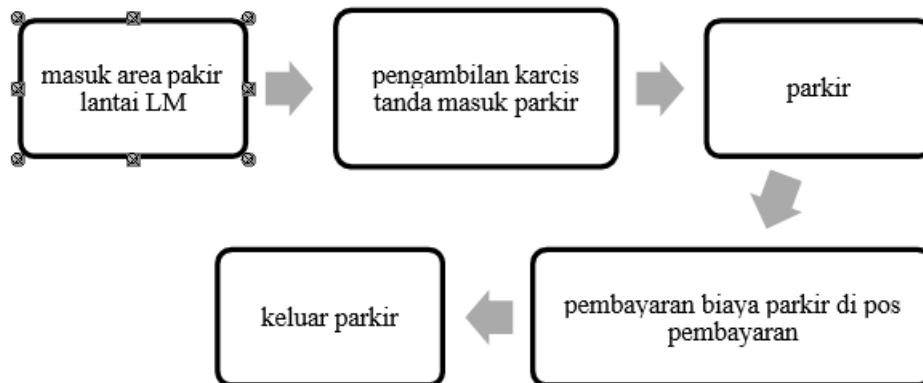 masuk area pakir
lantai LM
pengambilan karcis
tanda masuk parkir
parkir
pembayaran biaya parkir di pos
pembayaran
keluar parkir